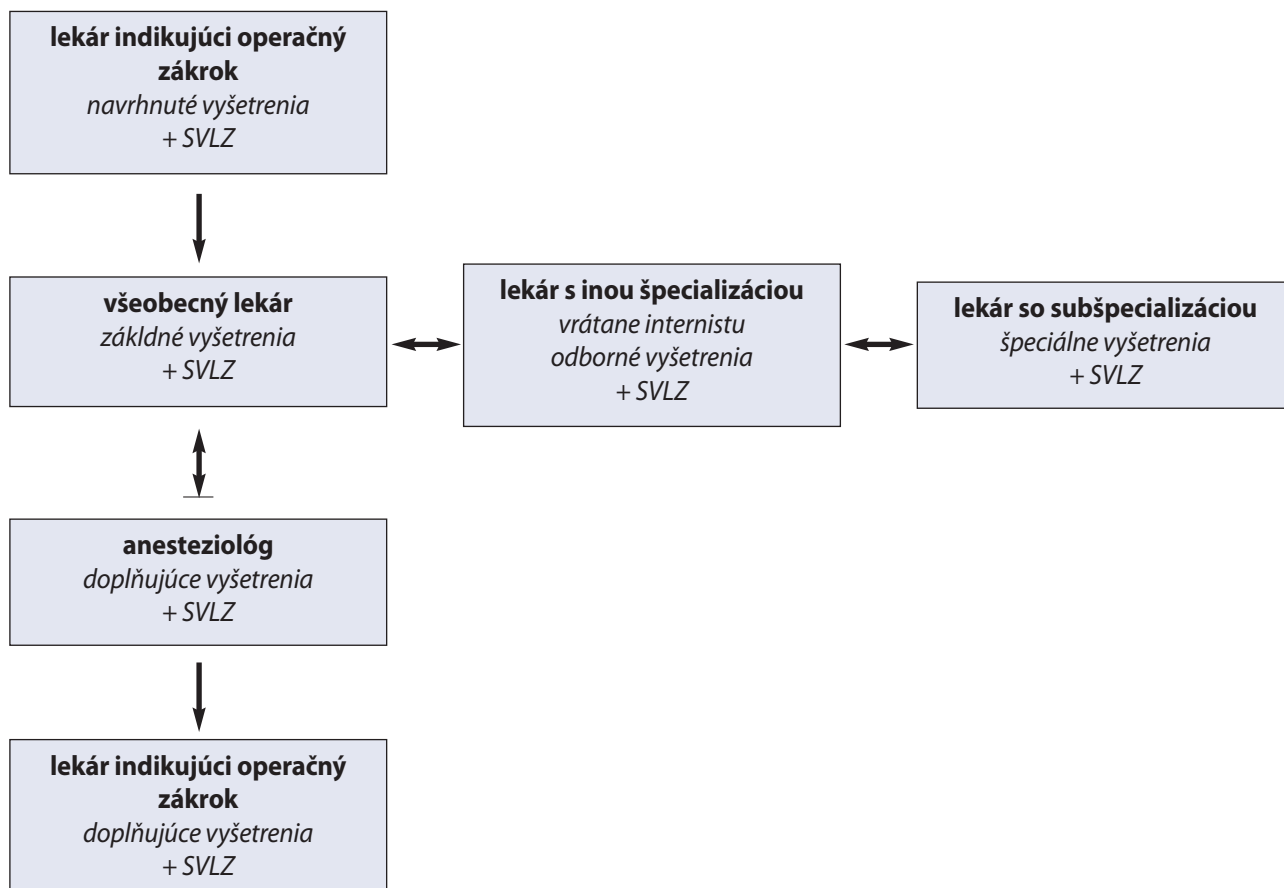 lekár indikujúci operačný
zákrok
navrhnuté vyšetrenia
+ SVLZ
všeobecný lekár
zákldné vyšetrenia
+ SVLZ
lekár s inou špecializáciou
vrátane internistu
odborné vyšetrenia
+ SVLZ
lekár so subšpecializáciou
špeciálne vyšetrenia
+ SVLZ
anesteziológ
doplňujúce vyšetrenia
+ SVLZ
lekár indikujúci operačný
zákrok
doplňujúce vyšetrenia
+ SVLZ